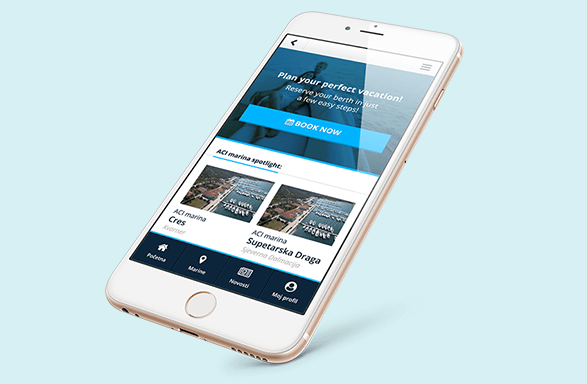 Plan your perfect vacation!
Reserve your berth in just
a few easy steps!
BOOK NOW
ACI marina spotlight:
ACI marina
Cres
Kvarner
ACI marina
Supetarska Draga
Sjeverna Dalmacija
Početna
Marine
Novosti
Moj profil